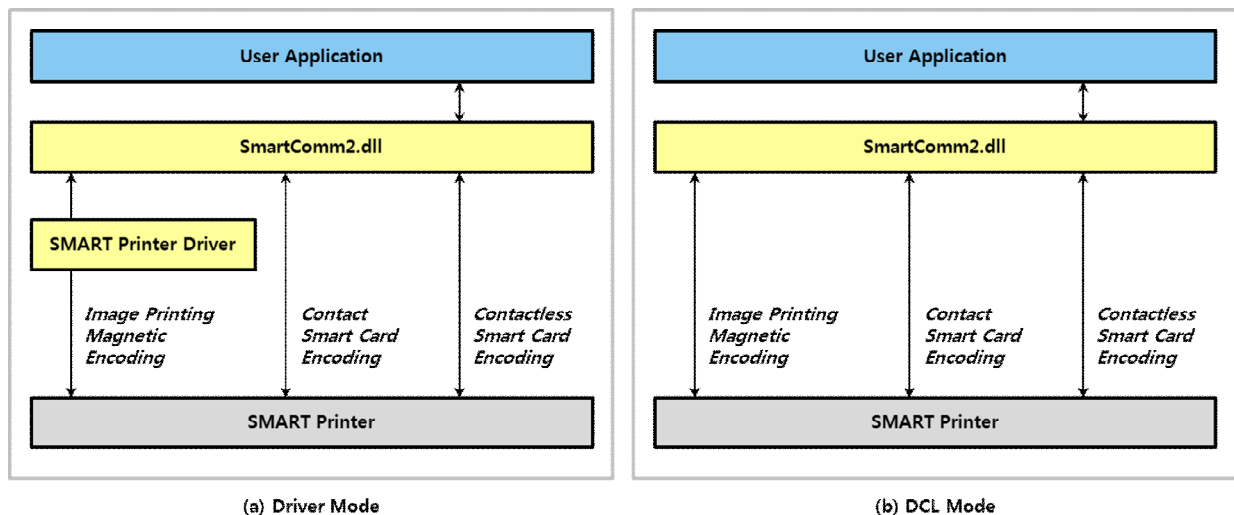 User Application
SmartComm2.dll
SMART Printer Driver
Image Printing
Magnetic
Encoding
Contact
Smart Card
Encoding
Contactless
Smart Card
Encoding
SMART Printer
(a) Driver Mode
User Application
SmartComm2.dll
Image Printing
Magnetic
Encoding
Contact
Smart Card
Encoding
Contactless
Smart Card
Encoding
SMART Printer
(b) DCL Mode